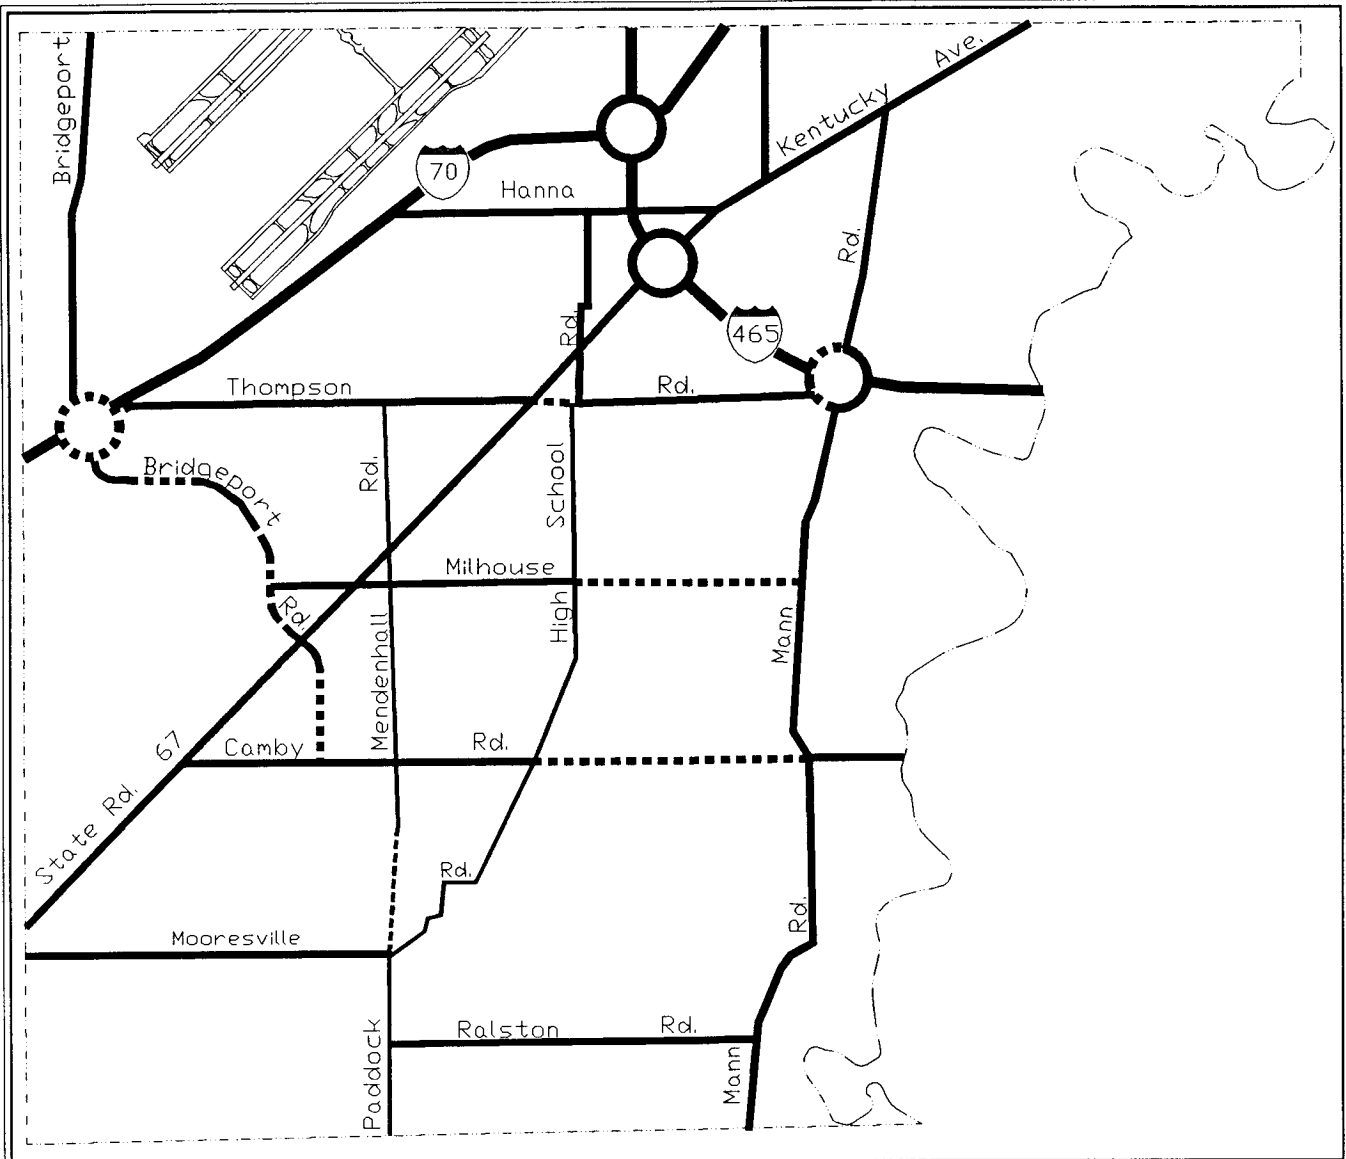 Bridgeport
Ave.
Kentucky
70
Hanna
Rd.
Rd.
465
Thompson
Rd.
Bridgeport
Rd.
School
Milhouse
Rd.
High
Mann
Mendenhall
67
Camby
Rd.
State Rd.
Rd.
Rd.
Mooresville
Ralston
Rd.
Paddock
Mann